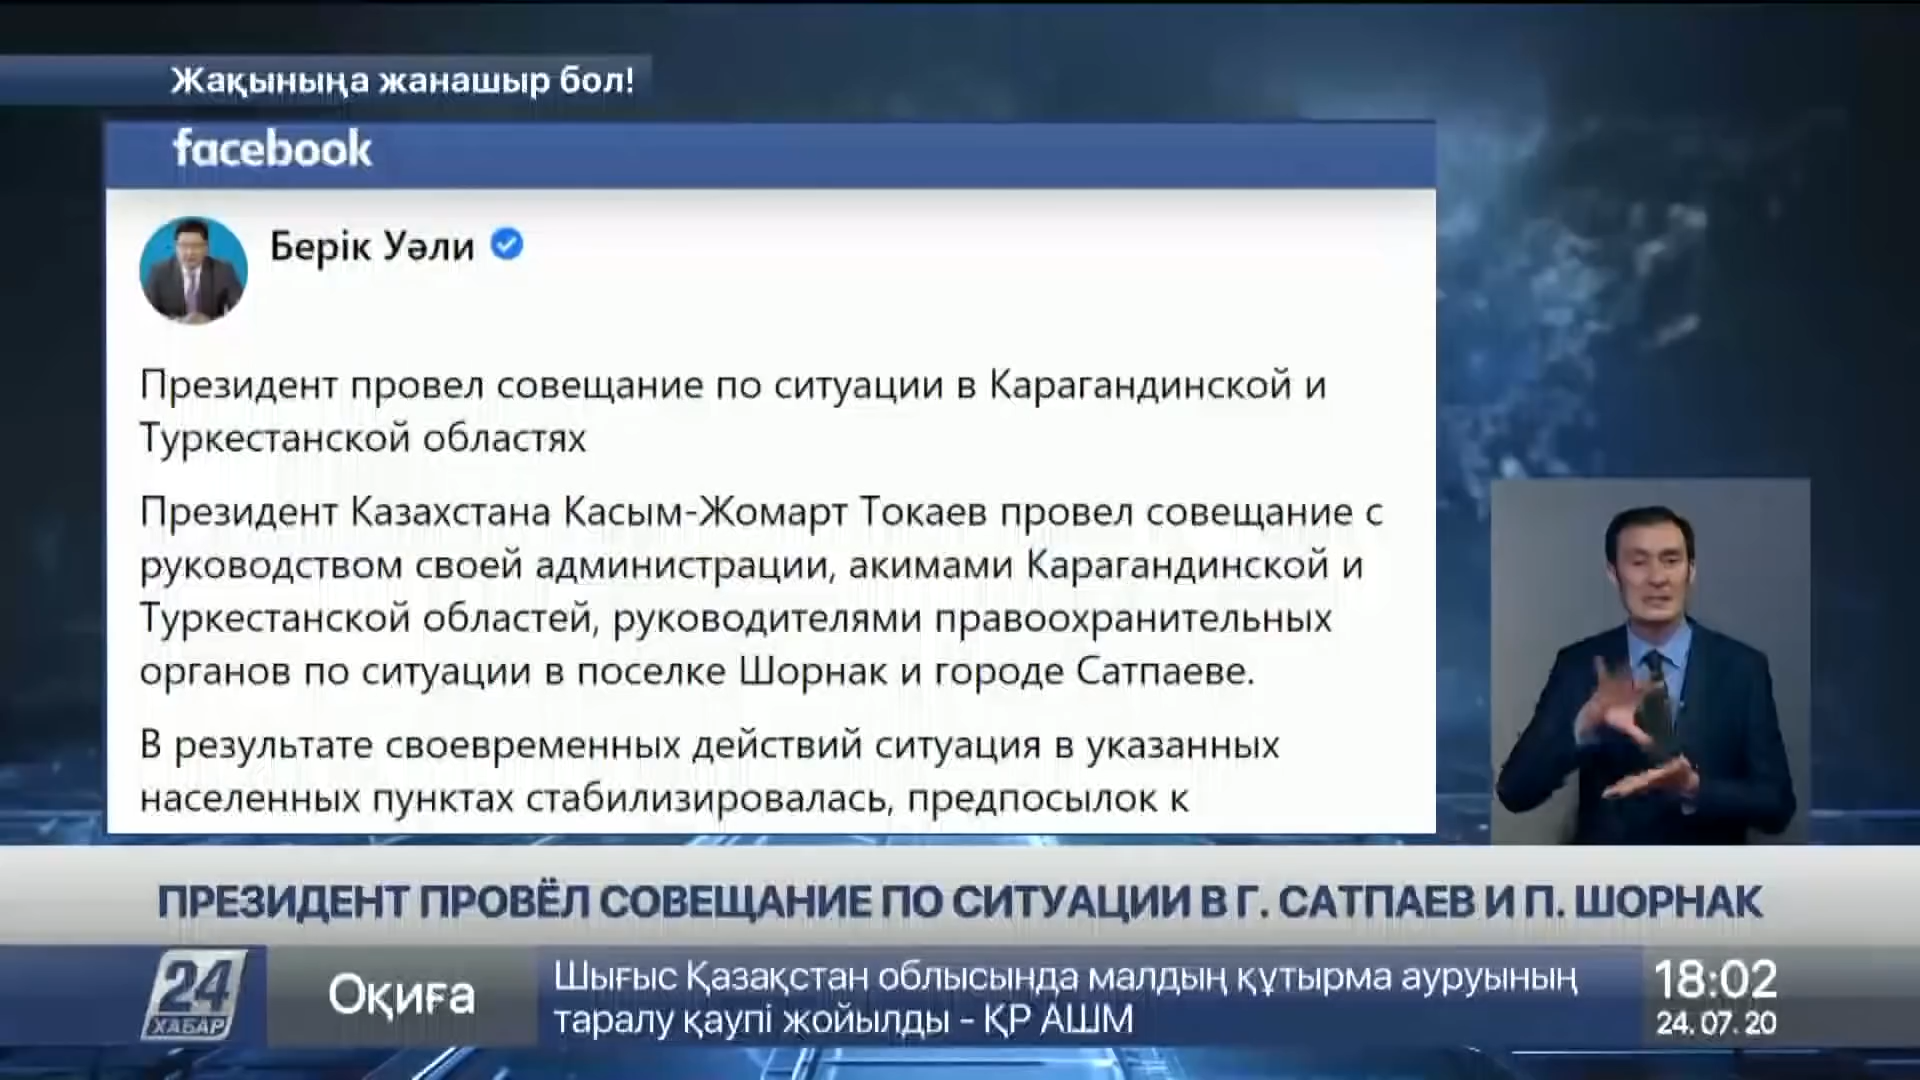 Жақыныңа жанашыр бол!
facebook
Берік Уәли
Президент провел совещание по ситуации в Карагандинской и
Туркестанской областях
Президент Казахстана Касым-Жомарт Токаев провел совещание с
руководством своей администрации, акимами Карагандинской и
Туркестанской областей, руководителями правоохранительных
органов по ситуации в поселке Шорнак и городе Сатпаеве.
В результате своевременных действий ситуация в указанных
населенных пунктах стабилизировалась, предпосылок к
ПРЕЗИДЕНТ ПРОВЁЛ СОВЕЩАНИЕ ПО СИТУАЦИИ В Г. САТПАЕВ И П. ШОРНАК
24
ХАБАР
Оқиға
Шығыс Қазақстан облысында малдың құтырма ауруының
таралу қаупі жойылды - ҚР АШМ
18:02
24.07.20